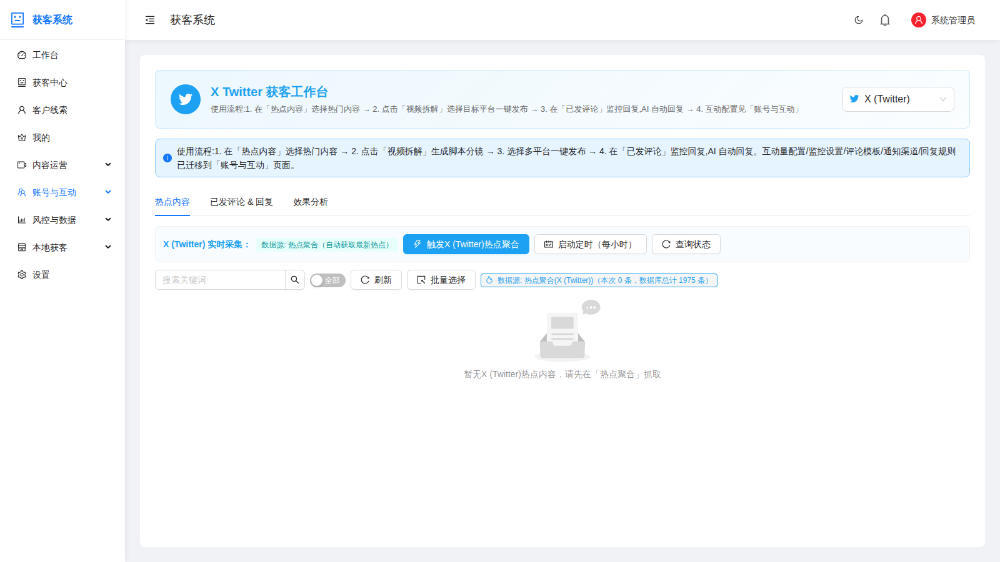 获客系统
获客系统
系统管理员
工作台
获客中心
客户线索
我的
内容运营
账号与互动
风控与数据
本地获客
设置
X Twitter 获客工作台
使用流程:1. 在「热点内容」选择热门内容 → 2. 点击「视频拆解」选择目标平台一键发布 → 3. 在「已发评论」监控回复,AI 自动回复 → 4. 互动配置见「账号与互动」
X (Twitter)
使用流程:1. 在「热点内容」选择热门内容 → 2. 点击「视频拆解」生成脚本分镜 → 3. 选择多平台一键发布 → 4. 在「已发评论」监控回复,AI 自动回复。互动量配置/监控设置/评论模板/通知渠道/回复规则
已迁移到「账号与互动」页面。
热点内容 已发评论 & 回复 效果分析
X (Twitter) 实时采集： 数据源: 热点聚合（自动获取最新热点） 触发X (Twitter)热点聚合 启动定时（每小时） 查询状态
搜索关键词 全部 刷新 批量选择 数据源: 热点聚合(X (Twitter))（本次 0 条，数据库总计 1975 条）
暂无X (Twitter)热点内容，请先在「热点聚合」抓取